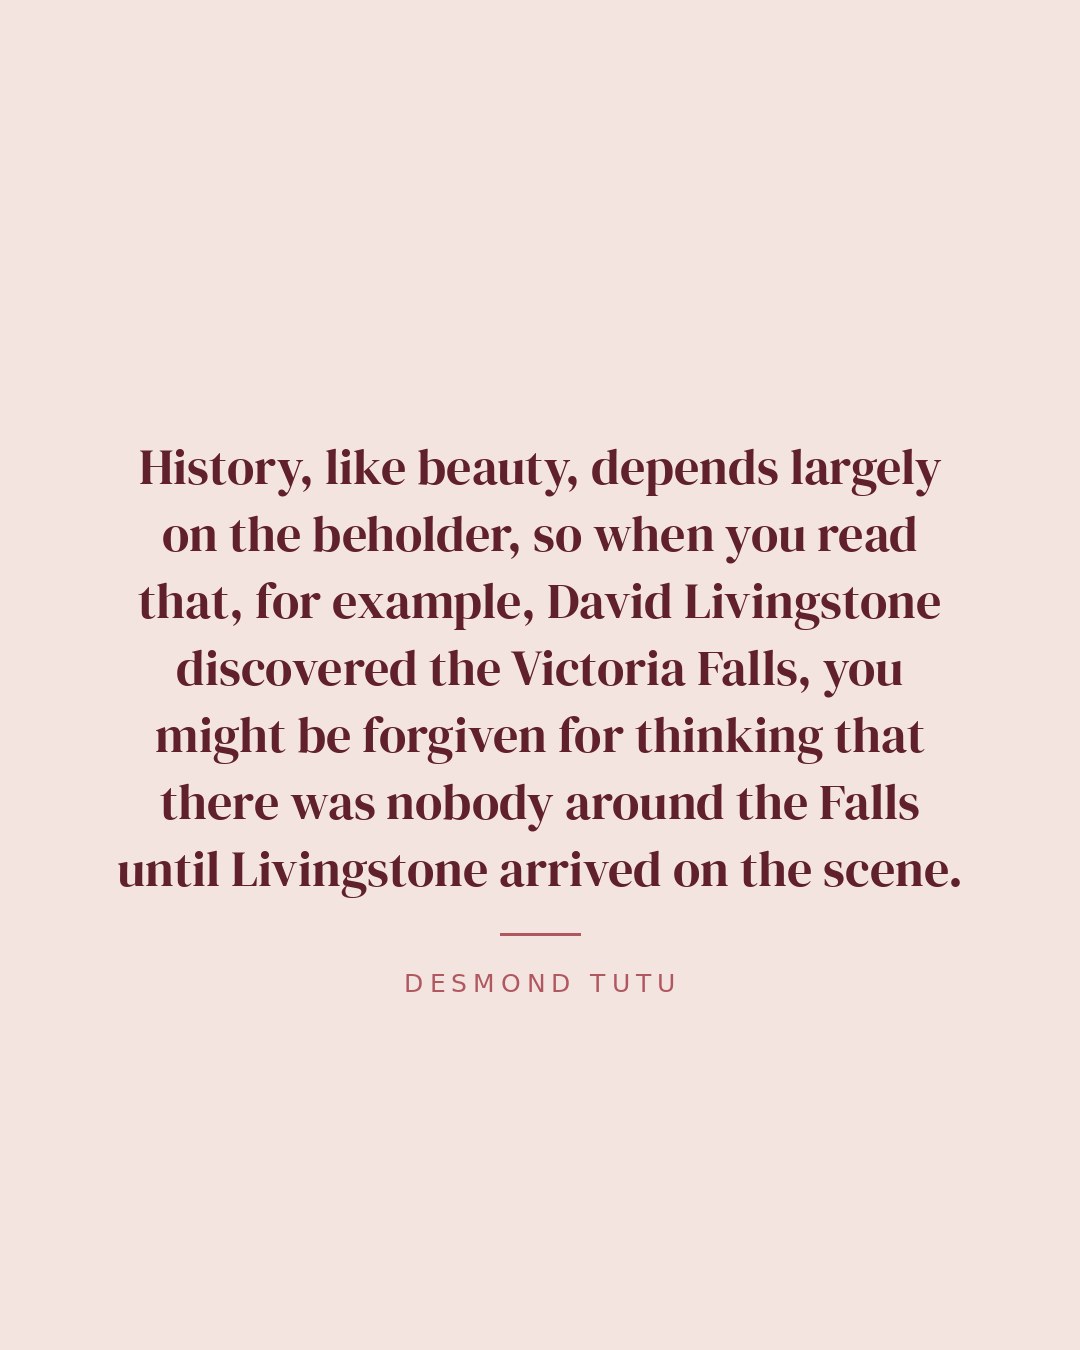 History, like beauty, depends largely
on the beholder, so when you read
that, for example, David Livingstone
discovered the Victoria Falls, you
might be forgiven for thinking that
there was nobody around the Falls
until Livingstone arrived on the scene.
DESMOND TUTU